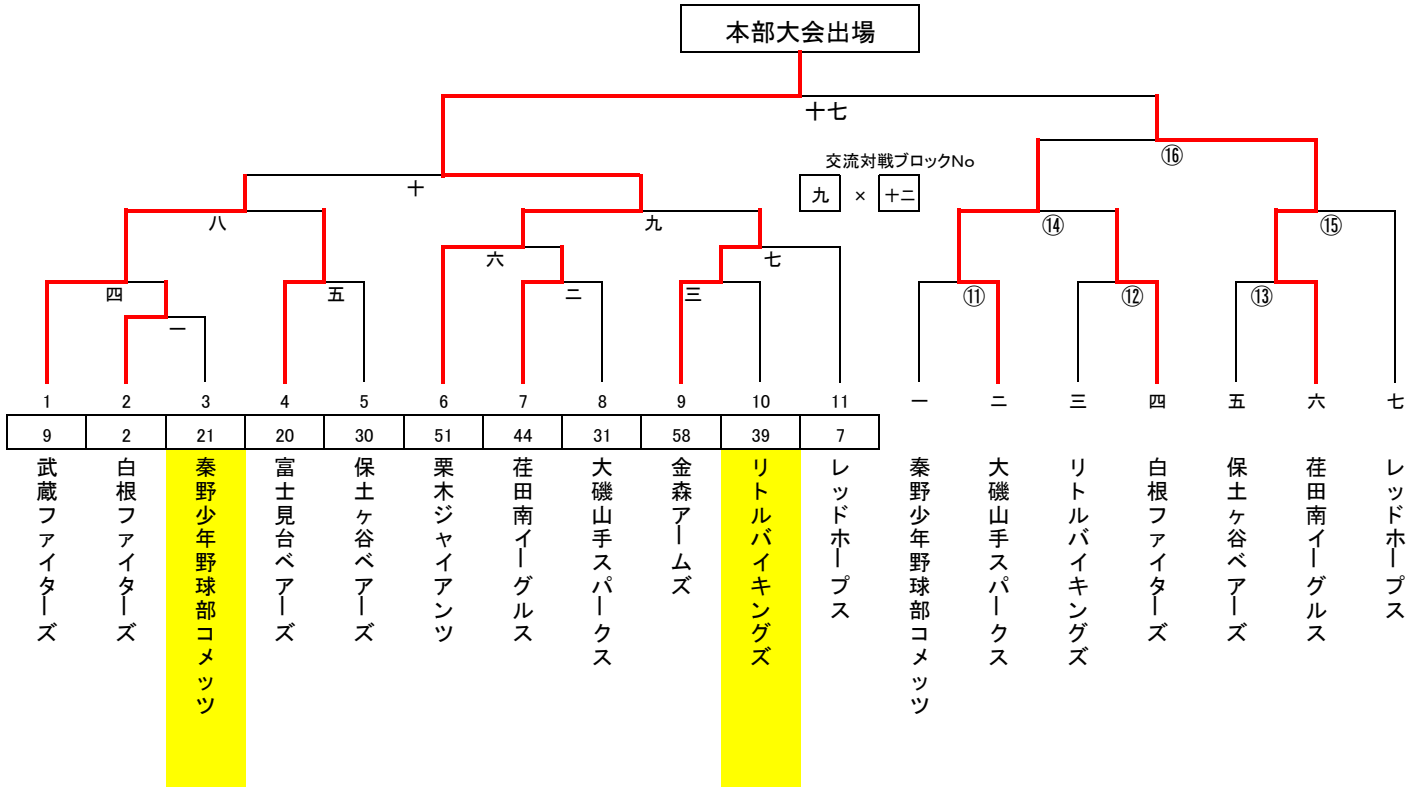 本部大会出場
十七
交流対戦ブロックNo
⑯
十
九 × 十二
八
九
⑭
⑮
六
七
四
五
二
三
⑪
⑫
⑬
一
1 2 3 4 5 6 7 8 9 10 11 一 二 三 四 五 六 七
9 2 21 20 30 51 44 31 58 39 7
武蔵ファイターズ
白根ファイターズ
秦野少年野球部コメッツ
富士見台ベアーズ
保土ヶ谷ベアーズ
栗木ジャイアンツ
荏田南イーグルス
大磯山手スパークス
金森アームズ
リトルバイキングズ
レッドホープス
秦野少年野球部コメッツ
大磯山手スパークス
リトルバイキングズ
白根ファイターズ
保土ヶ谷ベアーズ
荏田南イーグルス
レッドホープス